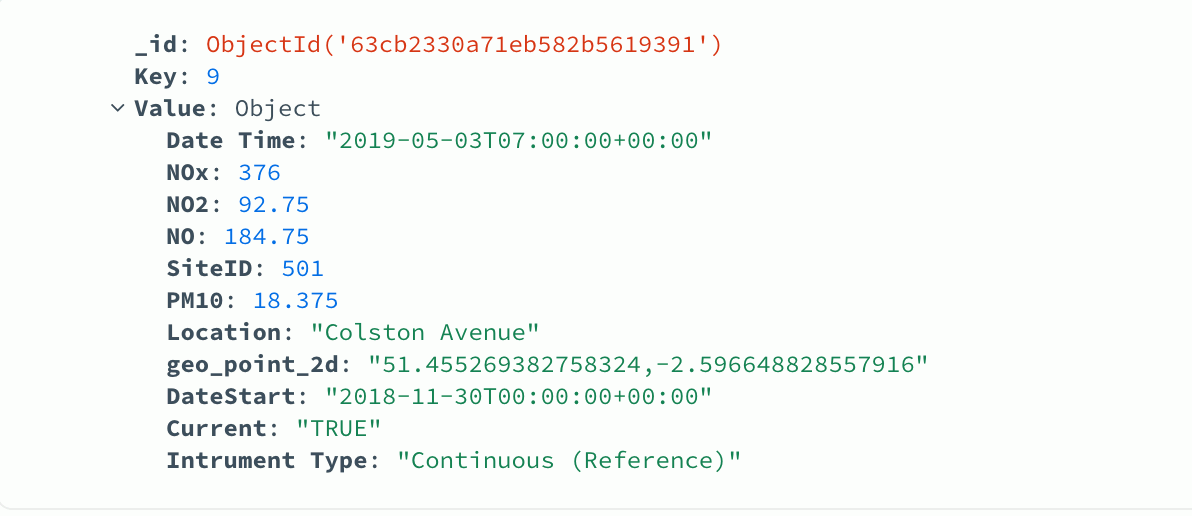 _id: ObjectId('63cb2330a71eb582b5619391')
Key: 9
Value: Object
Date Time: "2019-05-03T07:00:00+00:00"
NOx: 376
NO2: 92.75
NO: 184.75
SiteID: 501
PM10: 18.375
Location: "Colston Avenue"
geo_point_2d: "51.455269382758324,-2.596648828557916"
DateStart: "2018-11-30T00:00:00+00:00"
Current: "TRUE"
Intrument Type: "Continuous (Reference)"